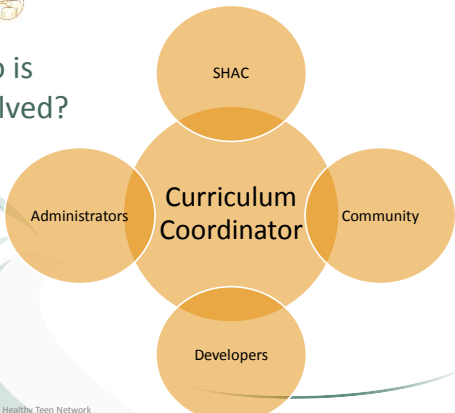 is
lved?
SHAC
Administrators
Curriculum
Coordinator
Community
Developers
Healthy Teen Network